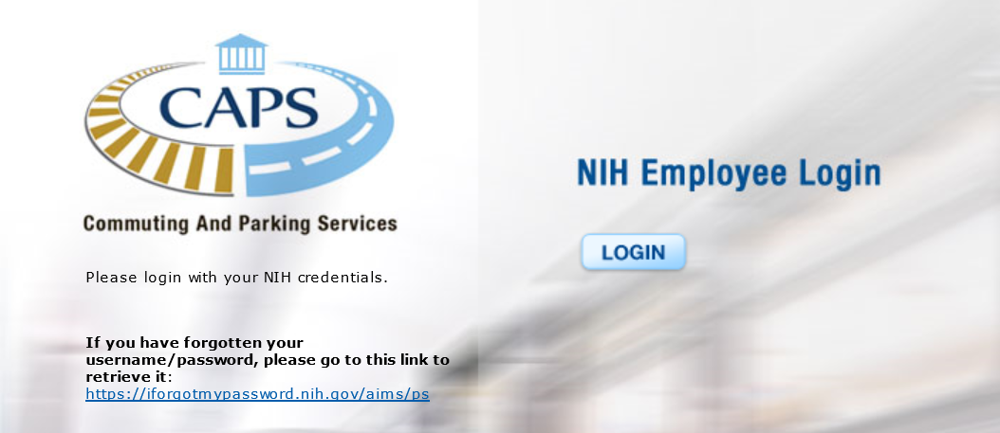 CAPS
Commuting And Parking Services
Please login with your NIH credentials.
If you have forgotten your
username/password, please go to this link to
retrieve it:
https://iforgotmypassword.nih.gov/aims/ps
NIH Employee Login
LOGIN